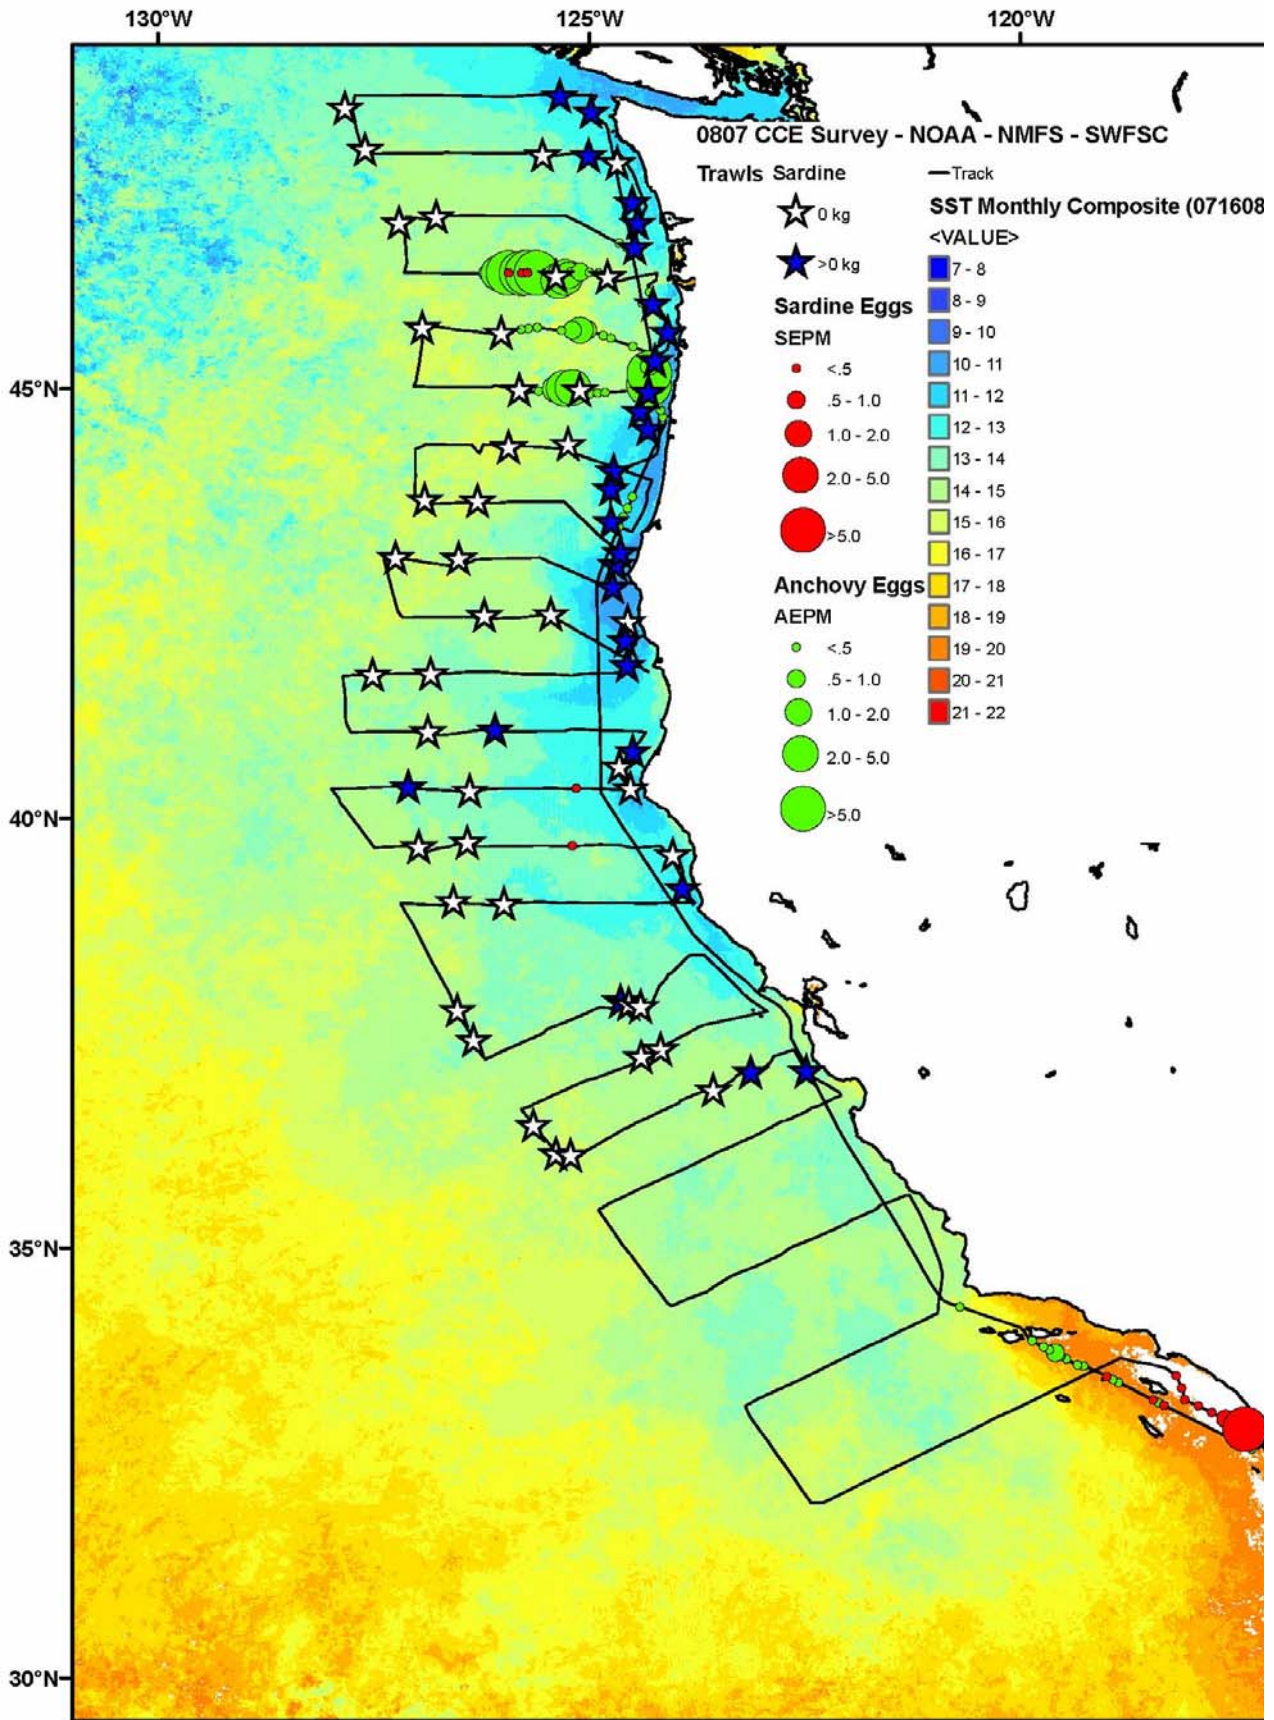 130°W 125°W 120°W
0807 CCE Survey - NOAA - NMFS - SWFSC
Trawls Sardine
0 kg
>0 kg
Sardine Eggs
SEPM
<.5
.5 - 1.0
1.0 - 2.0
2.0 - 5.0
>5.0
Anchovy Eggs
AEPM
<.5
.5 - 1.0
1.0 - 2.0
2.0 - 5.0
>5.0
Track
SST Monthly Composite (071608
<VALUE>
7 - 8
8 - 9
9 - 10
10 - 11
11 - 12
12 - 13
13 - 14
14 - 15
15 - 16
16 - 17
17 - 18
18 - 19
19 - 20
20 - 21
21 - 22
45°N
40°N
35°N
30°N